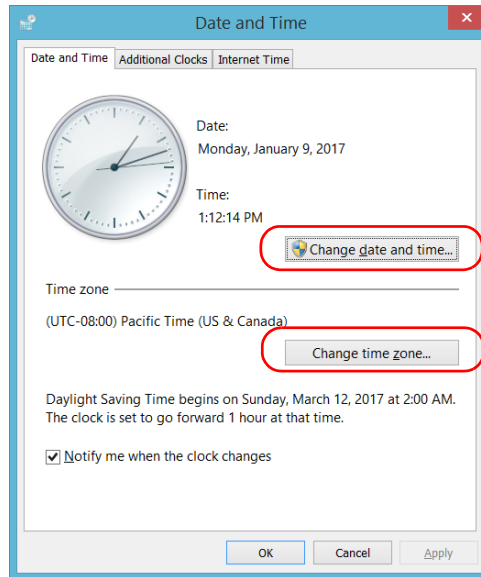 Date and Time
Date and Time Additional Clocks Internet Time
Date:
Monday, January 9, 2017
Time:
1:12:14 PM
Change date and time...
Time zone
(UTC-08:00) Pacific Time (US & Canada)
Change time zone...
Daylight Saving Time begins on Sunday, March 12, 2017 at 2:00 AM.
The clock is set to go forward 1 hour at that time.
Notify me when the clock changes
OK Cancel Apply